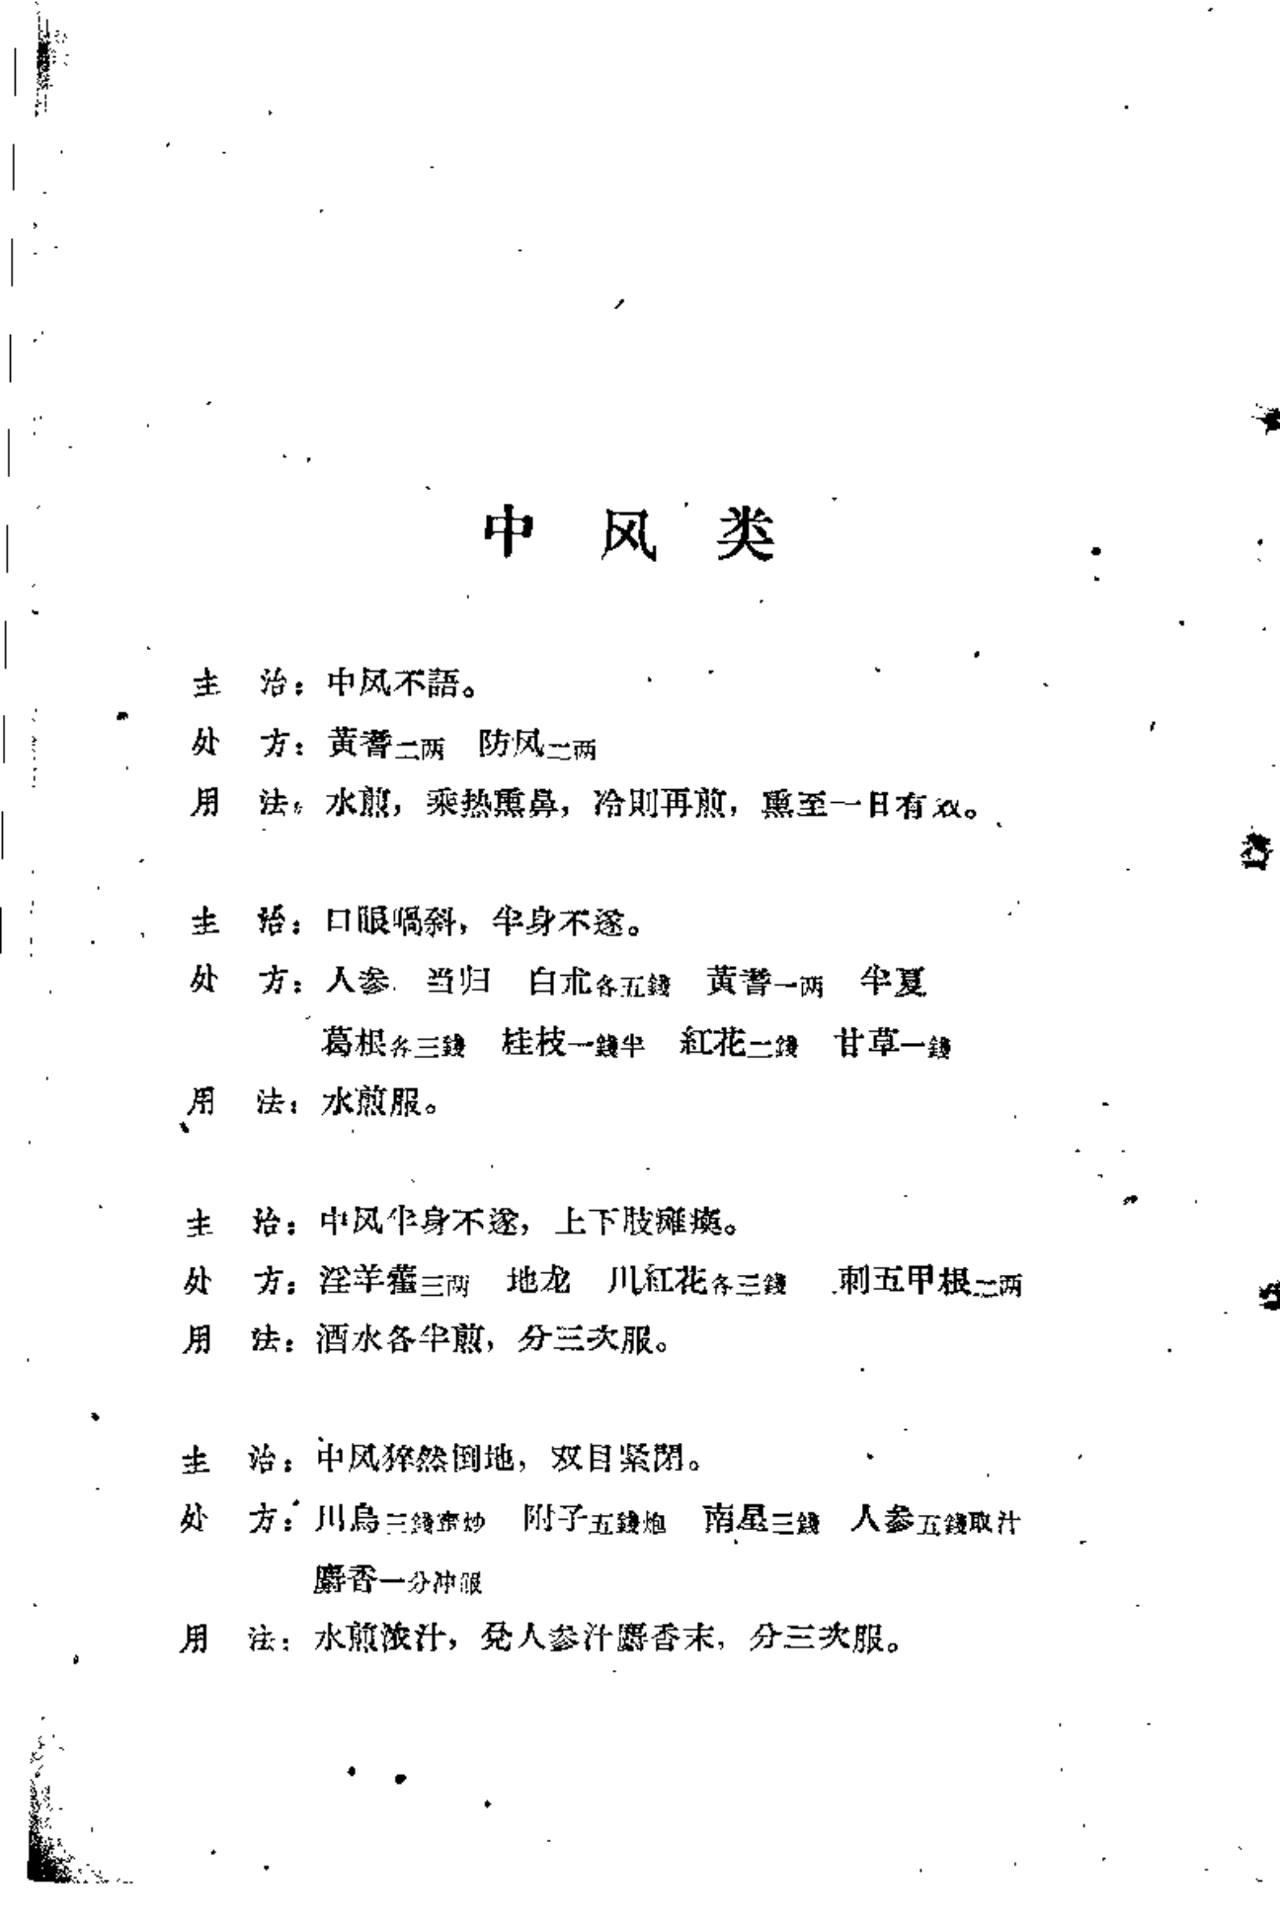 中风类
主　治：中风不語。
处　方：黄耆二两　防风二两
用　法：水煎，乘热熏鼻，冷則再煎，熏至一日有效。
主　治：口眼喎斜，半身不遂。
处　方：人参　当归　白朮各五錢　黄耆一两　半夏
葛根各三錢　桂枝一錢半　紅花二錢　甘草一錢
用　法：水煎服。
主　治：中风半身不遂，上下肢瘫瘓。
处　方：淫羊藿三两　地龙　川紅花各三錢　刺五甲根二两
用　法：酒水各半煎，分三次服。
主　治：中风猝然倒地，双目紧閉。
处　方：川烏三錢蜜炒　附子五錢炮　南星三錢　人参五錢取汁
麝香一分冲服
用　法：水煎浓汁，兑人参汁麝香末，分三次服。